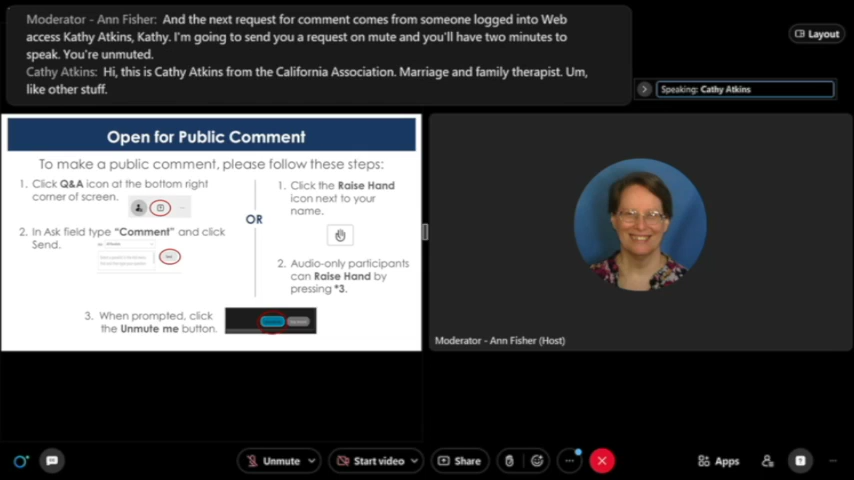 Moderator - Ann Fisher: And the next request for comment comes from someone logged into Web
access Kathy Atkins, Kathy. I'm going to send you a request on mute and you'll have two minutes to
speak. You're unmuted.
Cathy Atkins: Hi, this is Cathy Atkins from the California Association. Marriage and family therapist. Um,
like other stuff.
Layout
Speaking: Cathy Atkins
Open for Public Comment
To make a public comment, please follow these steps:
1. Click Q&A icon at the bottom right
corner of screen.
2. In Ask field type “Comment” and click
Send.
OR
1. Click the Raise Hand
icon next to your
name.
2. Audio-only participants
can Raise Hand by
pressing *3.
3. When prompted, click
the Unmute me button.
Moderator - Ann Fisher (Host)
Unmute
Start video
Share
Apps